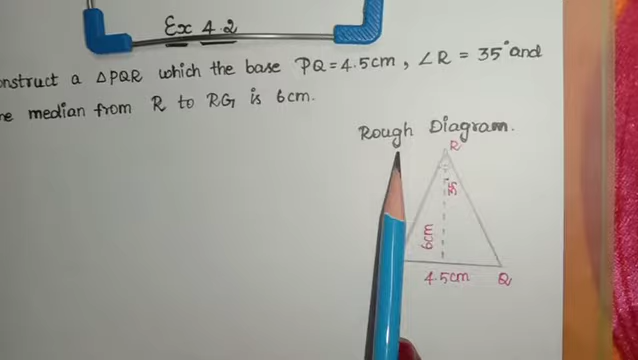 Ex 4.2
onstruct a △PQR which the base PQ = 4.5cm, ∠R = 35° and
e median from R to RG is 6cm.
Rough Diagram.
R
35
6cm
4.5cm Q